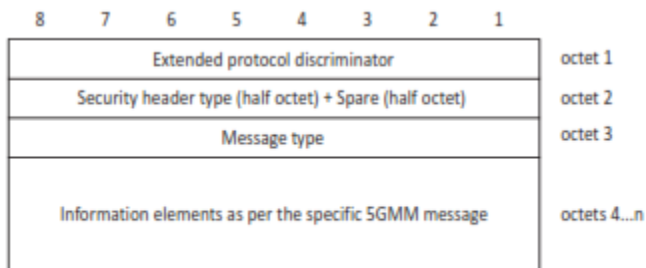 8 7 6 5 4 3 2 1
Extended protocol discriminator octet 1
Security header type (half octet) + Spare (half octet) octet 2
Message type octet 3
Information elements as per the specific 5GMM message octets 4...n